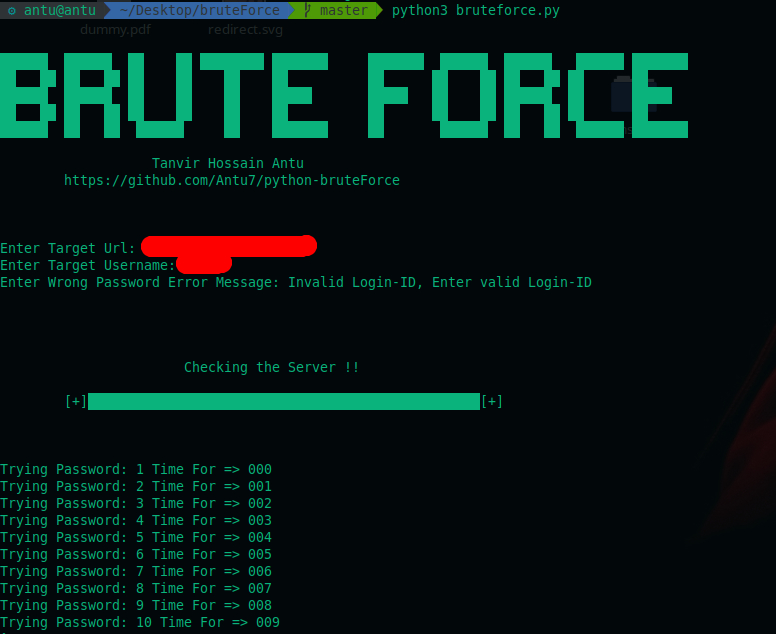 antu@antu ~/Desktop/bruteForce master python3 bruteforce.py
dummy.pdf redirect.svg
BRUTE FORCE
Tanvir Hossain Antu
https://github.com/Antu7/python-bruteForce
Enter Target Url:
Enter Target Username:
Enter Wrong Password Error Message: Invalid Login-ID, Enter valid Login-ID
Checking the Server !!
[+] [+]
Trying Password: 1 Time For => 000
Trying Password: 2 Time For => 001
Trying Password: 3 Time For => 002
Trying Password: 4 Time For => 003
Trying Password: 5 Time For => 004
Trying Password: 6 Time For => 005
Trying Password: 7 Time For => 006
Trying Password: 8 Time For => 007
Trying Password: 9 Time For => 008
Trying Password: 10 Time For => 009